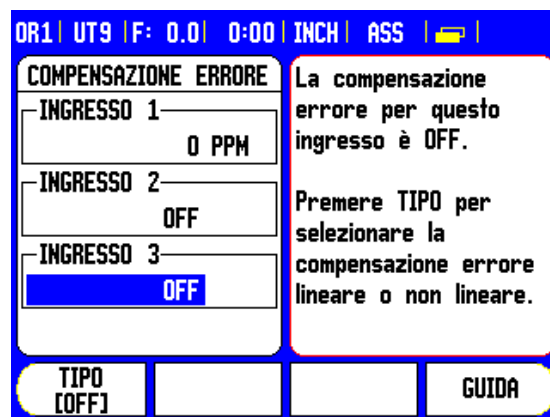 OR1| UT9 |F: 0.0| 0:00| INCH| ASS | |
COMPENSAZIONE ERRORE
INGRESSO 1
0 PPM
INGRESSO 2
OFF
INGRESSO 3
OFF
La compensazione
errore per questo
ingresso è OFF.
Premere TIPO per
selezionare la
compensazione errore
lineare o non lineare.
TIPO
[OFF]
GUIDA